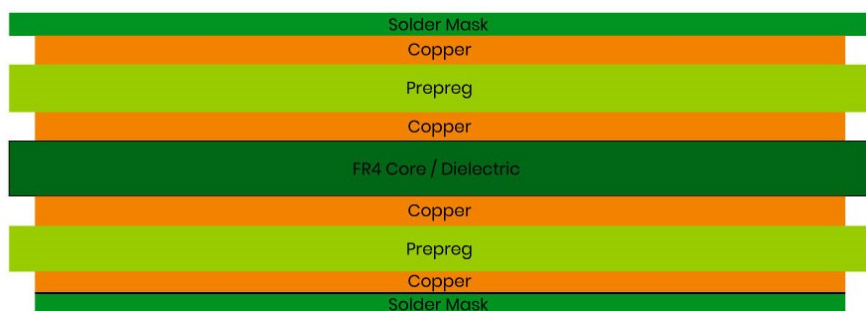 Solder Mask
Copper
Prepreg
Copper
FR4 Core / Dielectric
Copper
Prepreg
Copper
Solder Mask